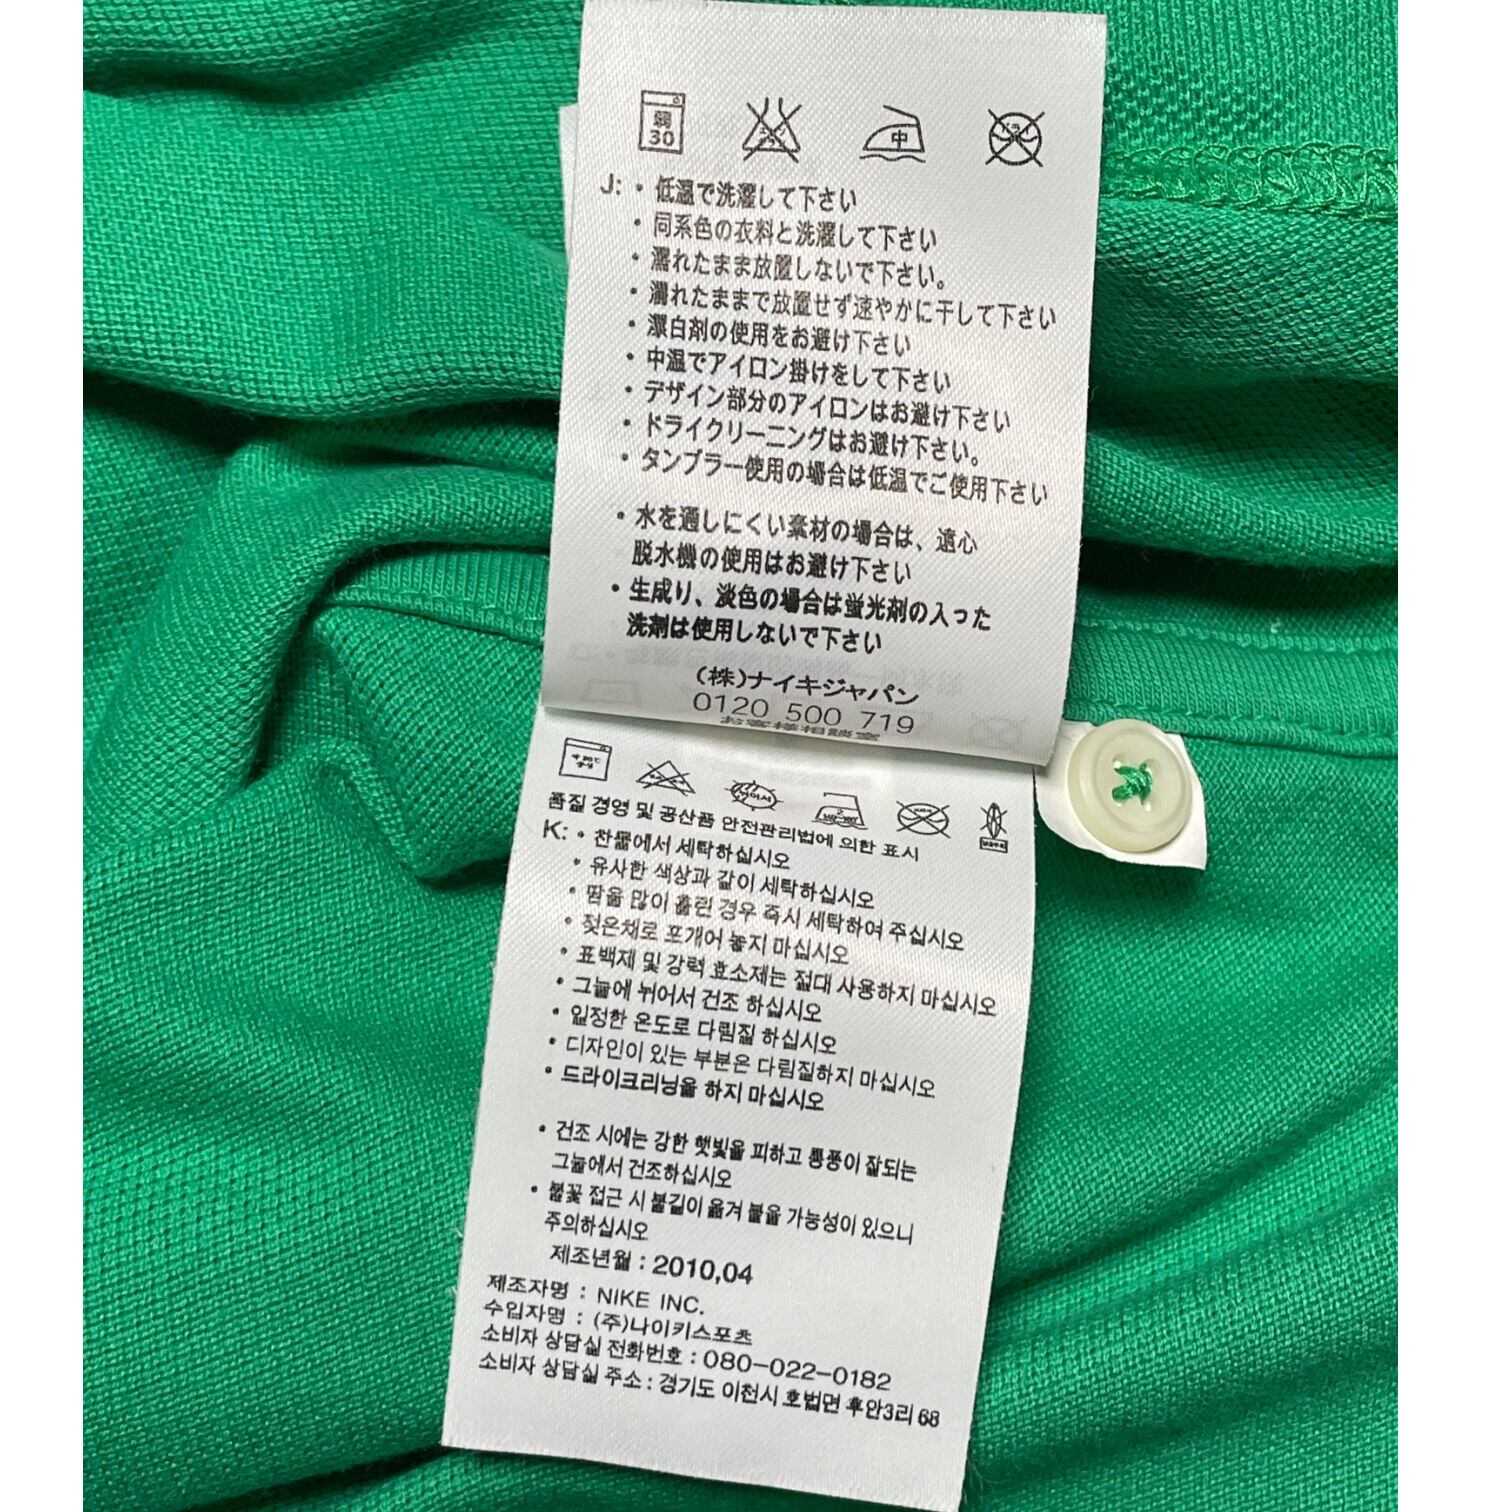 弱
30
中
J: • 低温で洗濯して下さい
• 同系色の衣料と洗濯して下さい
• 濡れたまま放置しないで下さい。
• 濡れたままで放置せず速やかに干して下さい
• 漂白剤の使用をお避け下さい
• 中温でアイロン掛けをして下さい
• デザイン部分のアイロンはお避け下さい
• ドライクリーニングはお避け下さい。
• タンブラー使用の場合は低温でご使用下さい
• 水を通しにくい素材の場合は、遠心
脱水機の使用はお避け下さい
• 生成り、淡色の場合は蛍光剤の入った
洗剤は使用しないで下さい
(株)ナイキジャパン
0120 500 719
お客様相談室
품질 경영 및 공산품 안전관리법에 의한 표시
K: • 찬물에서 세탁하십시오
• 유사한 색상과 같이 세탁하십시오
• 땀을 많이 흘린 경우 즉시 세탁하여 주십시오
• 젖은채로 포개어 놓지 마십시오
• 표백제 및 강력 효소제는 절대 사용하지 마십시오
• 그늘에 뉘어서 건조 하십시오
• 일정한 온도로 다림질 하십시오
• 디자인이 있는 부분은 다림질하지 마십시오
• 드라이크리닝을 하지 마십시오
• 건조 시에는 강한 햇빛을 피하고 통풍이 잘되는
그늘에서 건조하십시오
• 불꽃 접근 시 불길이 옮겨 붙을 가능성이 있으니
주의하십시오
제조년월 : 2010,04
제조자명 : NIKE INC.
수입자명 : (주)나이키스포츠
소비자 상담실 전화번호 : 080-022-0182
소비자 상담실 주소 : 경기도 이천시 호법면 후안3리 68